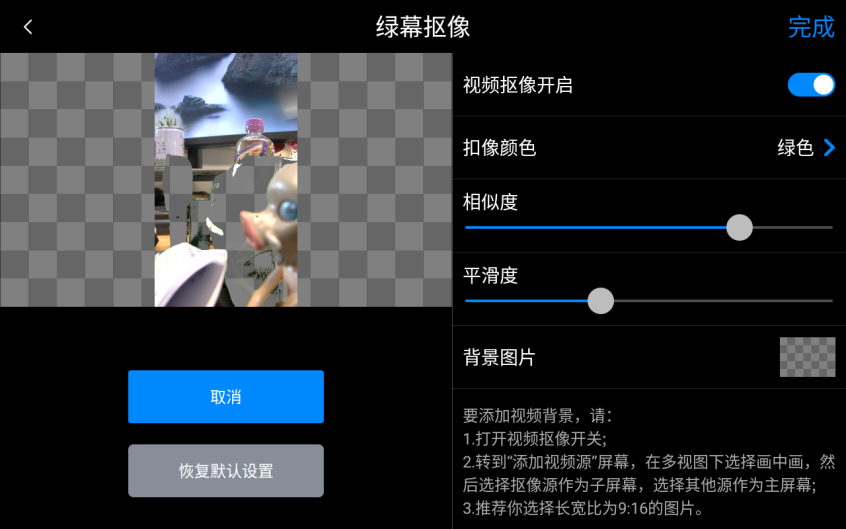 绿幕抠像
完成
视频抠像开启
扣像颜色
绿色
相似度
平滑度
背景图片
取消
恢复默认设置
要添加视频背景，请：
1.打开视频抠像开关;
2.转到“添加视频源”屏幕，在多视图下选择画中画，然
后选择抠像源作为子屏幕，选择其他源作为主屏幕;
3.推荐你选择长宽比为9:16的图片。